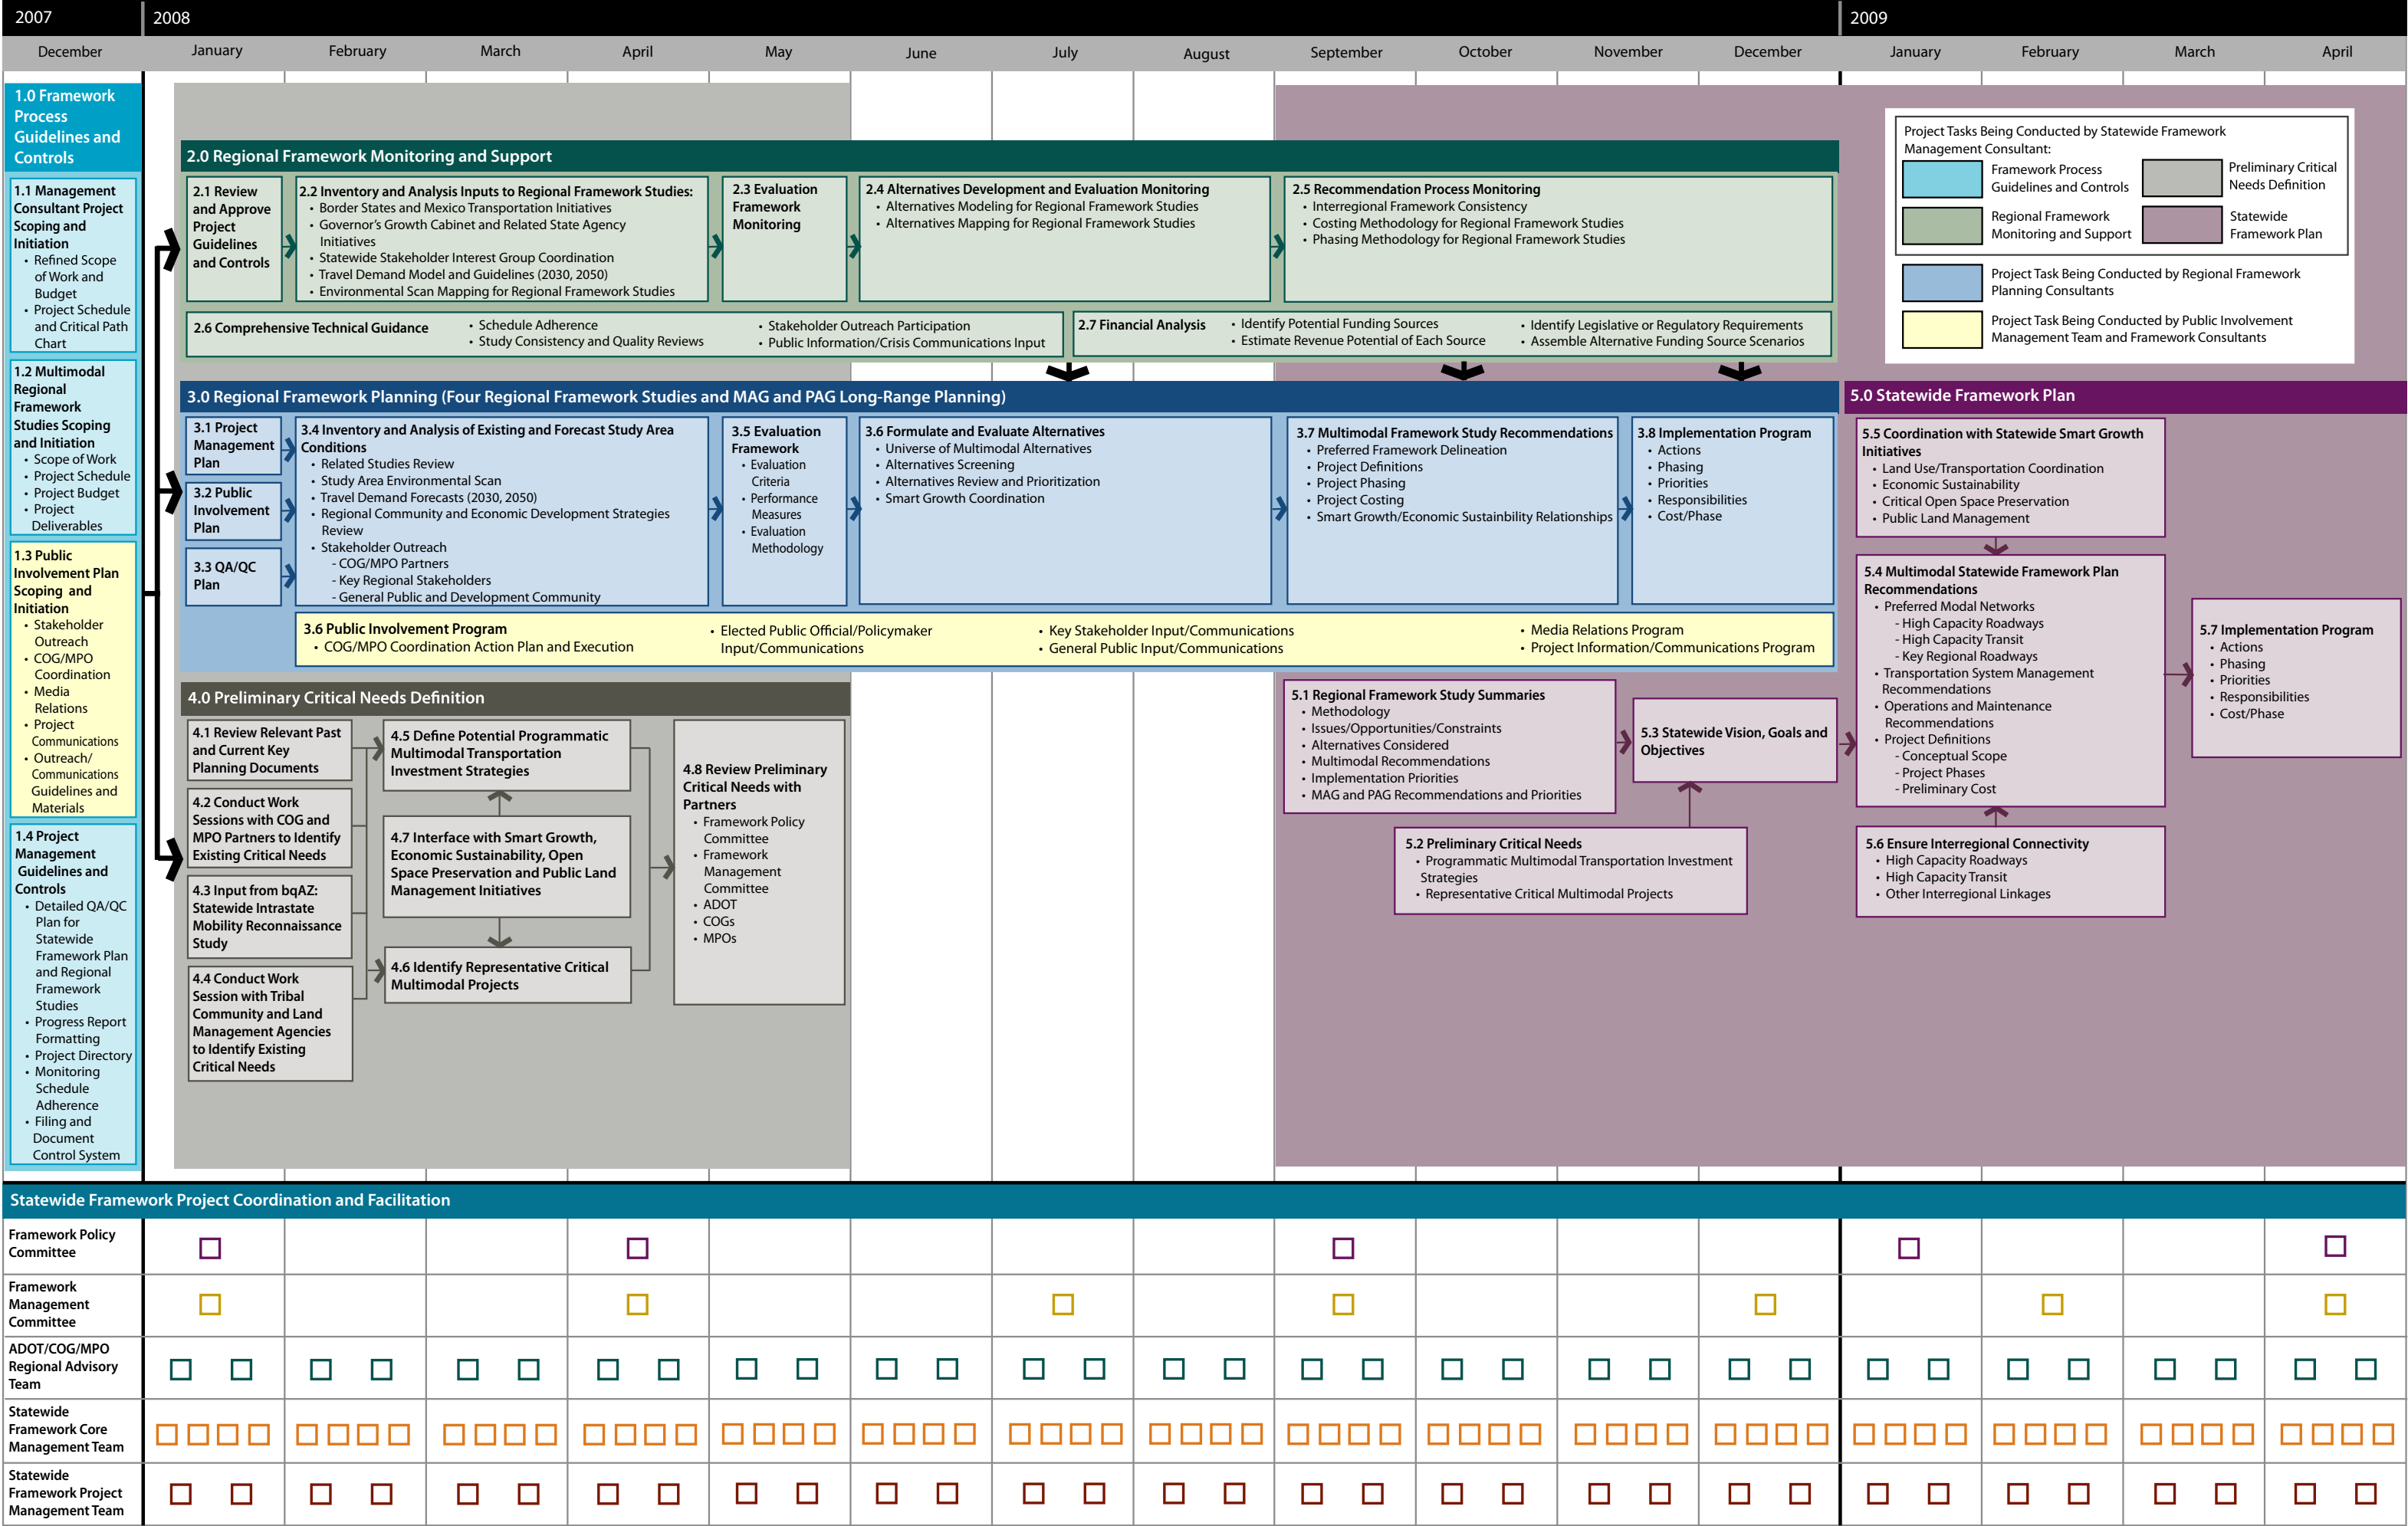 2007
2008
2009
December
January
February
March
April
May
June
July
August
September
October
November
December
January
February
March
April
1.0 Framework
Process
Guidelines and
Controls
1.1 Management
Consultant Project
Scoping and
Initiation
• Refined Scope
of Work and
Budget
• Project Schedule
and Critical Path
Chart
1.2 Multimodal
Regional
Framework
Studies Scoping
and Initiation
• Scope of Work
• Project Schedule
• Project Budget
• Project
Deliverables
1.3 Public
Involvement Plan
Scoping and
Initiation
• Stakeholder
Outreach
• COG/MPO
Coordination
• Media
Relations
• Project
Communications
• Outreach/
Communications
Guidelines and
Materials
1.4 Project
Management
Guidelines and
Controls
• Detailed QA/QC
Plan for
Statewide
Framework Plan
and Regional
Framework
Studies
• Progress Report
Formatting
• Project Directory
• Monitoring
Schedule
Adherence
• Filing and
Document
Control System
2.0 Regional Framework Monitoring and Support
2.1 Review
and Approve
Project
Guidelines
and Controls
2.2 Inventory and Analysis Inputs to Regional Framework Studies:
• Border States and Mexico Transportation Initiatives
• Governor's Growth Cabinet and Related State Agency
Initiatives
• Statewide Stakeholder Interest Group Coordination
• Travel Demand Model and Guidelines (2030, 2050)
• Environmental Scan Mapping for Regional Framework Studies
2.3 Evaluation
Framework
Monitoring
2.4 Alternatives Development and Evaluation Monitoring
• Alternatives Modeling for Regional Framework Studies
• Alternatives Mapping for Regional Framework Studies
2.5 Recommendation Process Monitoring
• Interregional Framework Consistency
• Costing Methodology for Regional Framework Studies
• Phasing Methodology for Regional Framework Studies
2.6 Comprehensive Technical Guidance
• Schedule Adherence
• Study Consistency and Quality Reviews
• Stakeholder Outreach Participation
• Public Information/Crisis Communications Input
2.7 Financial Analysis
• Identify Potential Funding Sources
• Estimate Revenue Potential of Each Source
• Identify Legislative or Regulatory Requirements
• Assemble Alternative Funding Source Scenarios
Project Tasks Being Conducted by Statewide Framework
Management Consultant:
Framework Process
Guidelines and Controls
Preliminary Critical
Needs Definition
Regional Framework
Monitoring and Support
Statewide
Framework Plan
Project Task Being Conducted by Regional Framework
Planning Consultants
Project Task Being Conducted by Public Involvement
Management Team and Framework Consultants
3.0 Regional Framework Planning (Four Regional Framework Studies and MAG and PAG Long-Range Planning)
3.1 Project
Management
Plan
3.2 Public
Involvement
Plan
3.3 QA/QC
Plan
3.4 Inventory and Analysis of Existing and Forecast Study Area
Conditions
• Related Studies Review
• Study Area Environmental Scan
• Travel Demand Forecasts (2030, 2050)
• Regional Community and Economic Development Strategies
Review
• Stakeholder Outreach
- COG/MPO Partners
- Key Regional Stakeholders
- General Public and Development Community
3.5 Evaluation
Framework
• Evaluation
Criteria
• Performance
Measures
• Evaluation
Methodology
3.6 Formulate and Evaluate Alternatives
• Universe of Multimodal Alternatives
• Alternatives Screening
• Alternatives Review and Prioritization
• Smart Growth Coordination
3.7 Multimodal Framework Study Recommendations
• Preferred Framework Delineation
• Project Definitions
• Project Phasing
• Project Costing
• Smart Growth/Economic Sustainbility Relationships
3.8 Implementation Program
• Actions
• Phasing
• Priorities
• Responsibilities
• Cost/Phase
3.6 Public Involvement Program
• COG/MPO Coordination Action Plan and Execution
• Elected Public Official/Policymaker
Input/Communications
• Key Stakeholder Input/Communications
• General Public Input/Communications
• Media Relations Program
• Project Information/Communications Program
4.0 Preliminary Critical Needs Definition
4.1 Review Relevant Past
and Current Key
Planning Documents
4.2 Conduct Work
Sessions with COG and
MPO Partners to Identify
Existing Critical Needs
4.3 Input from bqAZ:
Statewide Intrastate
Mobility Reconnaissance
Study
4.4 Conduct Work
Session with Tribal
Community and Land
Management Agencies
to Identify Existing
Critical Needs
4.5 Define Potential Programmatic
Multimodal Transportation
Investment Strategies
4.7 Interface with Smart Growth,
Economic Sustainability, Open
Space Preservation and Public Land
Management Initiatives
4.6 Identify Representative Critical
Multimodal Projects
4.8 Review Preliminary
Critical Needs with
Partners
• Framework Policy
Committee
• Framework
Management
Committee
• ADOT
• COGs
• MPOs
5.0 Statewide Framework Plan
5.1 Regional Framework Study Summaries
• Methodology
• Issues/Opportunities/Constraints
• Alternatives Considered
• Multimodal Recommendations
• Implementation Priorities
• MAG and PAG Recommendations and Priorities
5.2 Preliminary Critical Needs
• Programmatic Multimodal Transportation Investment
Strategies
• Representative Critical Multimodal Projects
5.3 Statewide Vision, Goals and
Objectives
5.5 Coordination with Statewide Smart Growth
Initiatives
• Land Use/Transportation Coordination
• Economic Sustainability
• Critical Open Space Preservation
• Public Land Management
5.4 Multimodal Statewide Framework Plan
Recommendations
• Preferred Modal Networks
- High Capacity Roadways
- High Capacity Transit
- Key Regional Roadways
• Transportation System Management
Recommendations
• Operations and Maintenance
Recommendations
• Project Definitions
- Conceptual Scope
- Project Phases
- Preliminary Cost
5.6 Ensure Interregional Connectivity
• High Capacity Roadways
• High Capacity Transit
• Other Interregional Linkages
5.7 Implementation Program
• Actions
• Phasing
• Priorities
• Responsibilities
• Cost/Phase
Statewide Framework Project Coordination and Facilitation
Framework Policy
Committee
Framework
Management
Committee
ADOT/COG/MPO
Regional Advisory
Team
Statewide
Framework Core
Management Team
Statewide
Framework Project
Management Team